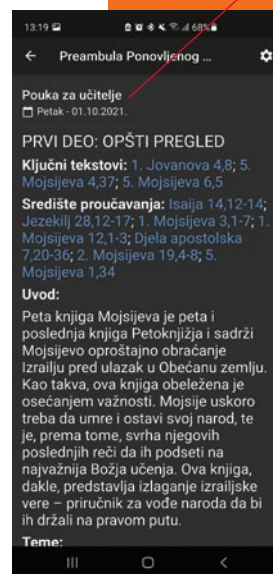 13:19
68%
Preambula Ponovljenog ...
Pouka za učitelje
Petak - 01.10.2021.
PRVI DEO: OPŠTI PREGLED
Ključni tekstovi: 1. Jovanova 4,8; 5.
Mojsijeva 4,37; 5. Mojsijeva 6,5
Središte proučavanja: Isaija 14,12-14;
Jezekilj 28,12-17; 1. Mojsijeva 3,1-7; 1.
Mojsijeva 12,1-3; Djela apostolska
7,20-36; 2. Mojsijeva 19,4-8; 5.
Mojsijeva 1,34
Uvod:
Peta knjiga Mojsijeva je peta i
poslednja knjiga Petoknjižja i sadrži
Mojsijevo oproštajno obraćanje
Izrailju pred ulazak u Obećanu zemlju.
Kao takva, ova knjiga obeležena je
osećanjem važnosti. Mojsije uskoro
treba da umre i ostavi svoj narod, te
je, prema tome, svrha njegovih
poslednjih reči da ih podseti na
najvažnija Božja učenja. Ova knjiga,
dakle, predstavlja izlaganje izrailjske
vere – priručnik za vođe naroda da bi
ih držali na pravom putu.
Teme: